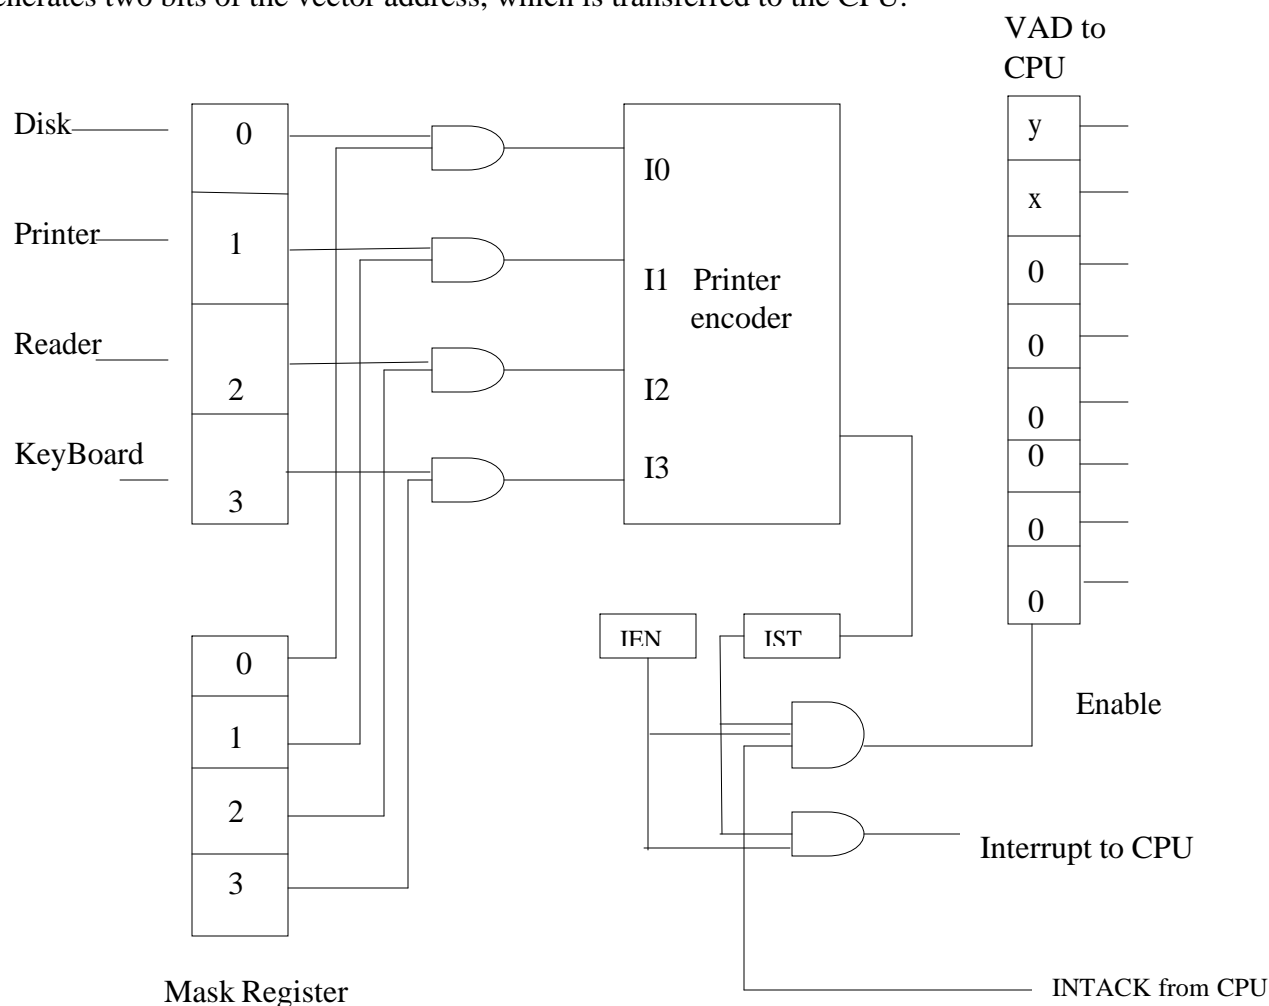 enerates two bits of the vector address, which is transferred to the CPU.
VAD to
CPU
Disk
0
I0
y
x
Printer
1
I1 Printer
encoder
0
Reader
2
I2
0
0
KeyBoard
3
I3
0
0
0
IEN
IST
0
1
2
3
Enable
Interrupt to CPU
INTACK from CPU
Mask Register